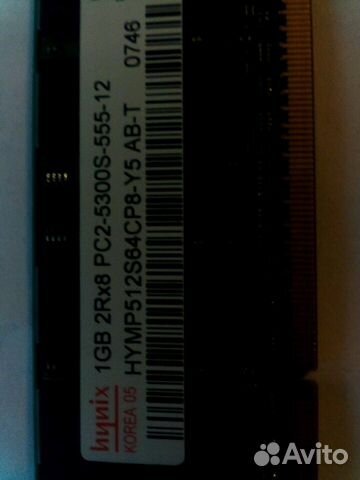 hynix 1GB 2Rx8 PC2-5300S-555-12
KOREA 05 HYMP512S64CP8-Y5 AB-T 0746
Avito